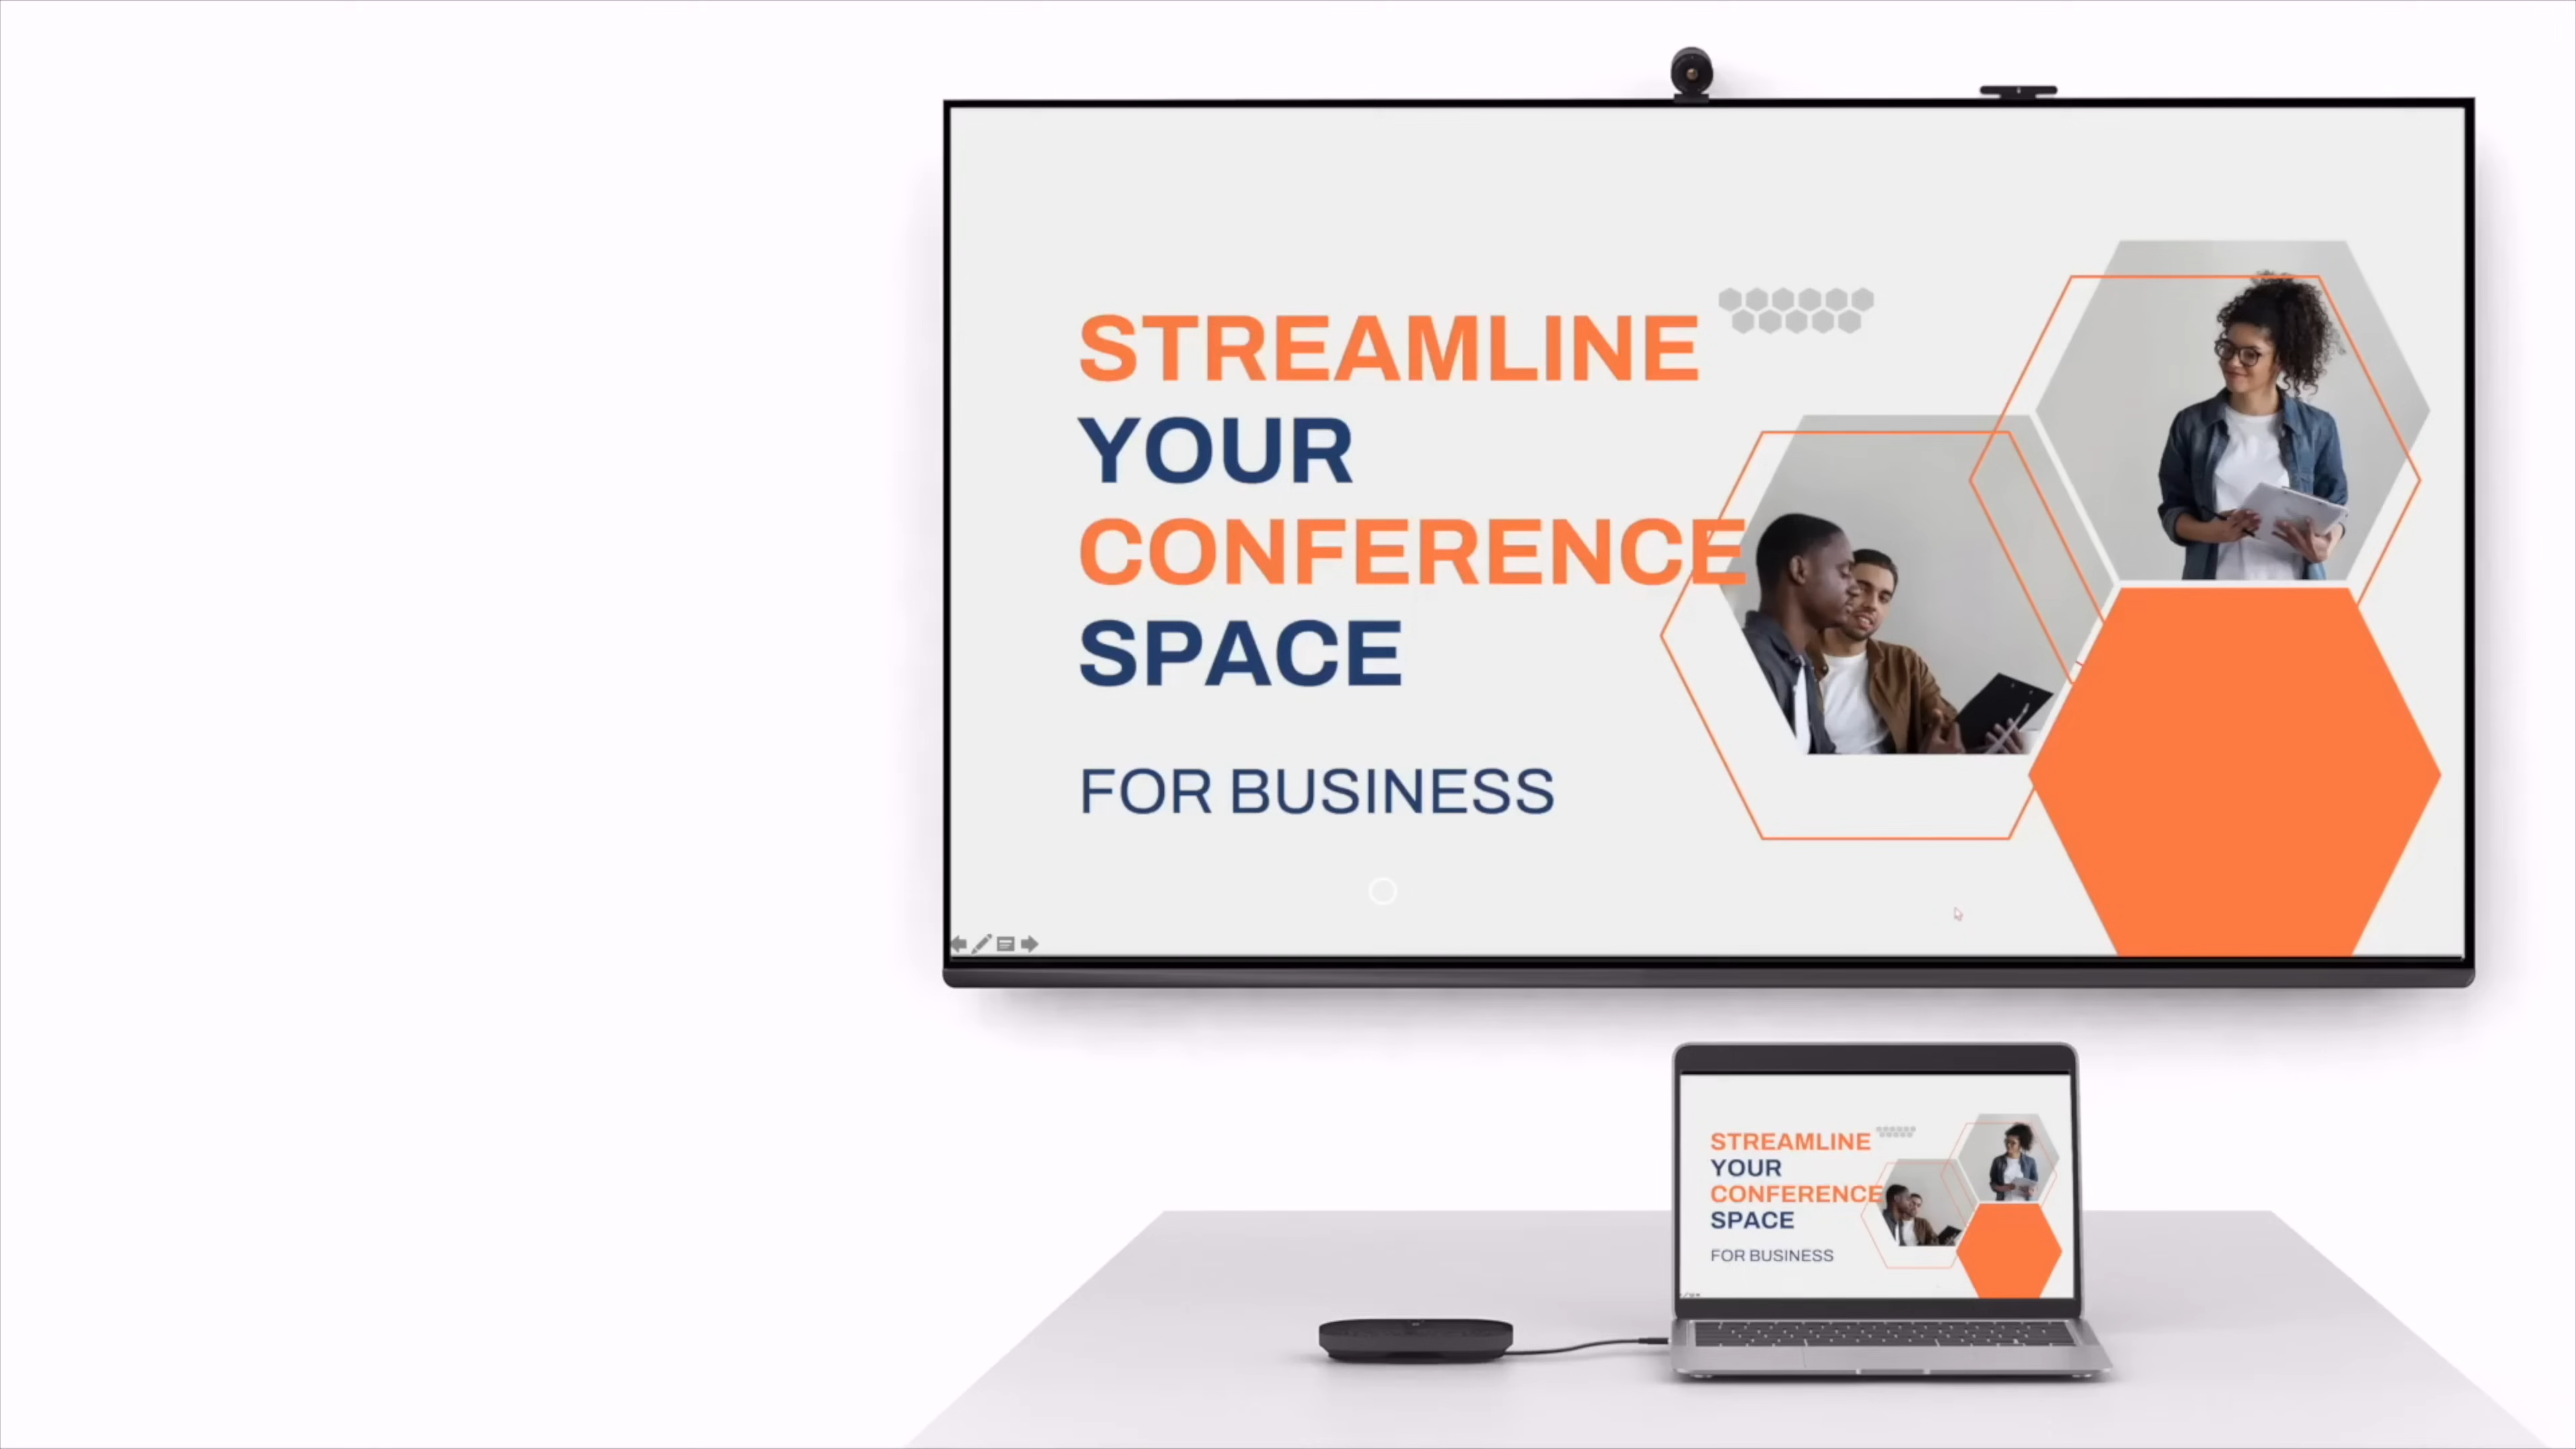 STREAMLINE
YOUR
CONFERENCE
SPACE
FOR BUSINESS
STREAMLINE
YOUR
CONFERENCE
SPACE
FOR BUSINESS